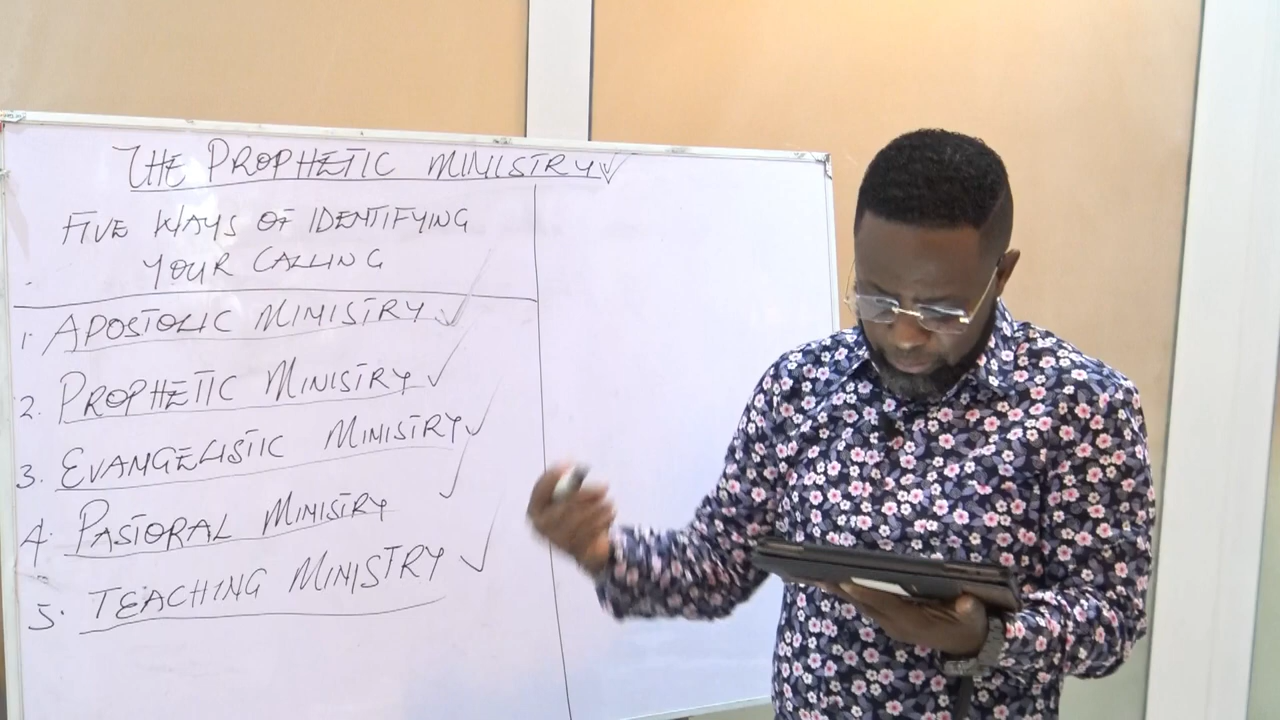 THE PROPHETIC MINISTRY
FIVE WAYS OF IDENTIFYING
YOUR CALLING
1. APOSTOLIC MINISTRY
2. PROPHETIC MINISTRY
3. EVANGELISTIC MINISTRY
4. PASTORAL MINISTRY
5. TEACHING MINISTRY